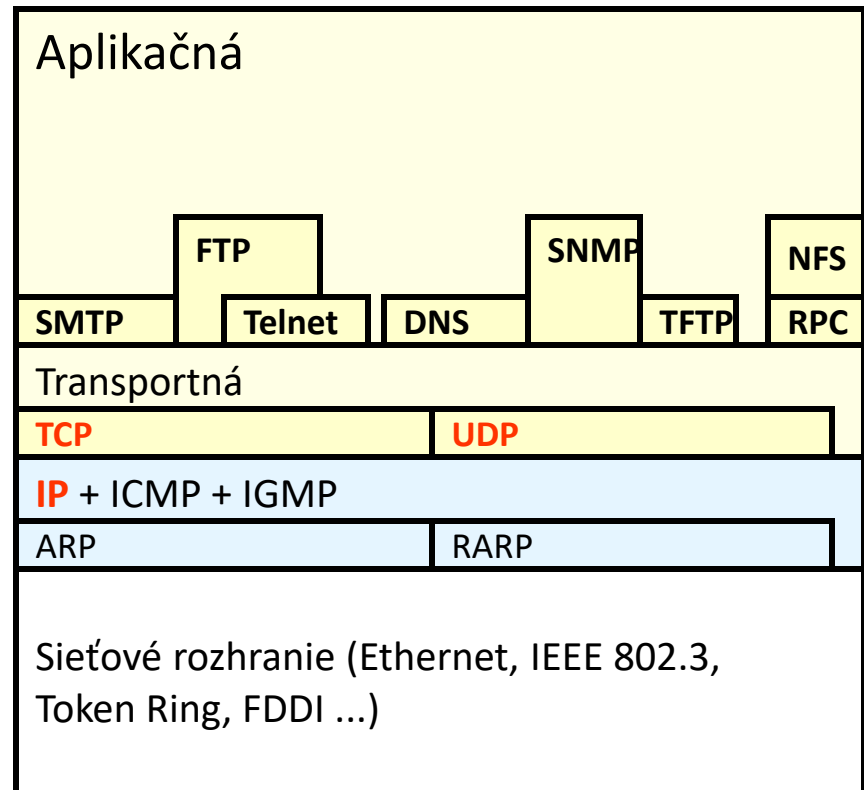 Aplikačná
FTP SNMP NFS
SMTP Telnet DNS TFTP RPC
Transportná
TCP UDP
IP + ICMP + IGMP
ARP RARP
Sieťové rozhranie (Ethernet, IEEE 802.3,
Token Ring, FDDI ...)